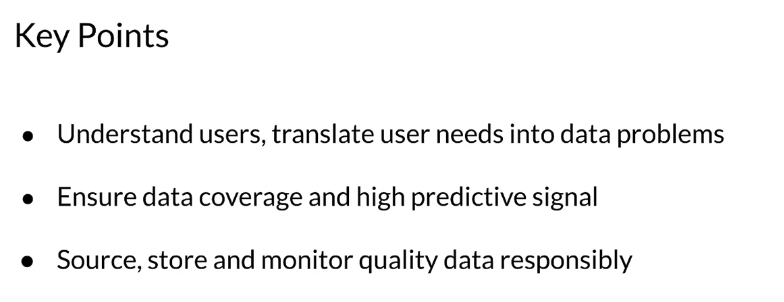 Key Points
● Understand users, translate user needs into data problems
● Ensure data coverage and high predictive signal
● Source, store and monitor quality data responsibly